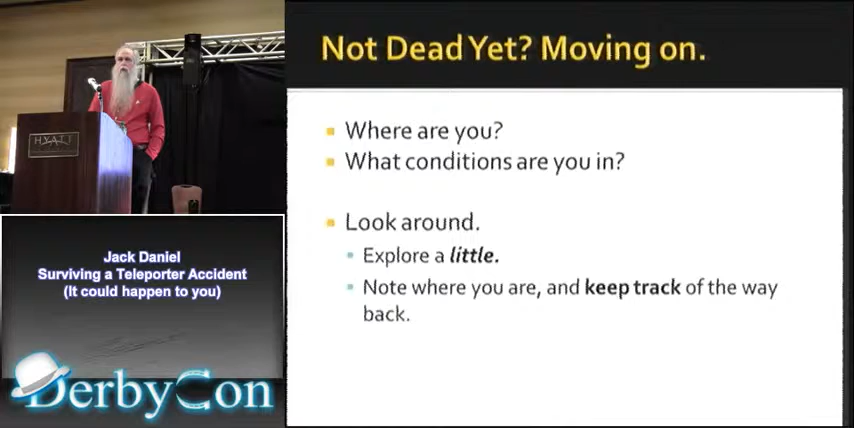 Not Dead Yet? Moving on.
Where are you?
What conditions are you in?
Look around.
Explore a little.
Note where you are, and keep track of the way
back.
HYATT
Jack Daniel
Surviving a Teleporter Accident
(It could happen to you)
DerbyCon